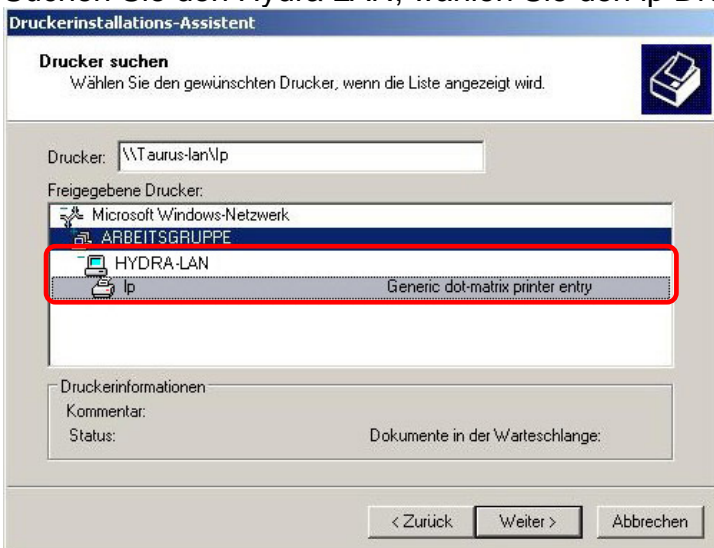 Suchen Sie den Hydra LAN, wählen Sie den lp
Druckerinstallations-Assistent
Drucker suchen
Wählen Sie den gewünschten Drucker, wenn die Liste angezeigt wird.
Drucker: \\Taurus-lan\lp
Freigegebene Drucker:
Microsoft Windows-Netzwerk
ARBEITSGRUPPE
HYDRA-LAN
lp Generic dot-matrix printer entry
Druckerinformationen
Kommentar:
Status: Dokumente in der Warteschlange:
< Zurück Weiter > Abbrechen